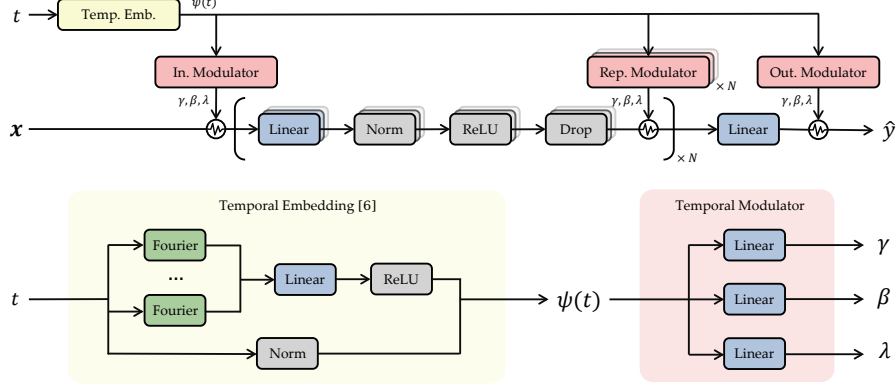 t
Temp. Emb.
ψ(t)
In. Modulator
Rep. Modulator
× N
Out. Modulator
γ, β, λ
γ, β, λ
γ, β, λ
x
Linear
Norm
ReLU
Drop
× N
Linear
ŷ
Temporal Embedding [6]
Temporal Modulator
Fourier
...
Fourier
Linear
ReLU
Norm
t
ψ(t)
Linear
γ
Linear
β
Linear
λ